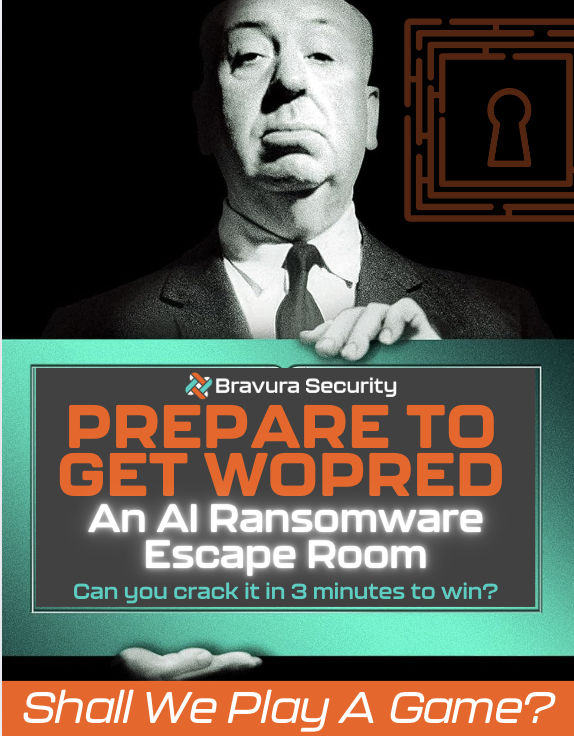 Bravura Security
PREPARE TO
GET WOPRED
An AI Ransomware
Escape Room
Can you crack it in 3 minutes to win?
Shall We Play A Game?